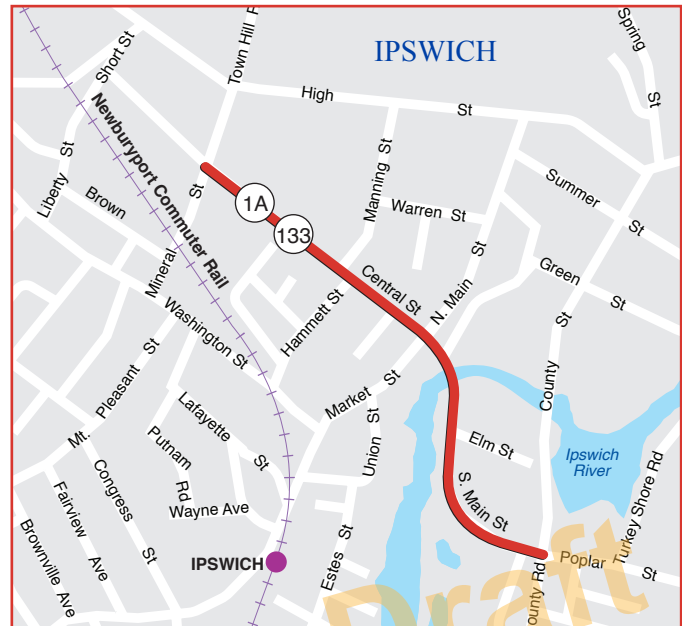 IPSWICH
Spring
St
Town Hill R
Short St
High
St
Newburyport Commuter Rail
Liberty St
Brown
St
Mineral
1A
133
Manning St
Warren St
Summer
St
Green
St
N. Main
St
Central St
Hammett St
Washington St
Market St
County
St
Mt. Pleasant St
Lafayette
St
Putnam
Rd
Wayne Ave
Union St
Elm St
Ipswich
River
Congress
St
Fairview
Ave
Brownville Ave
S. Main St
Turkey Shore Rd
IPSWICH
Estes St
Poplar
St
ounty Rd
Draft